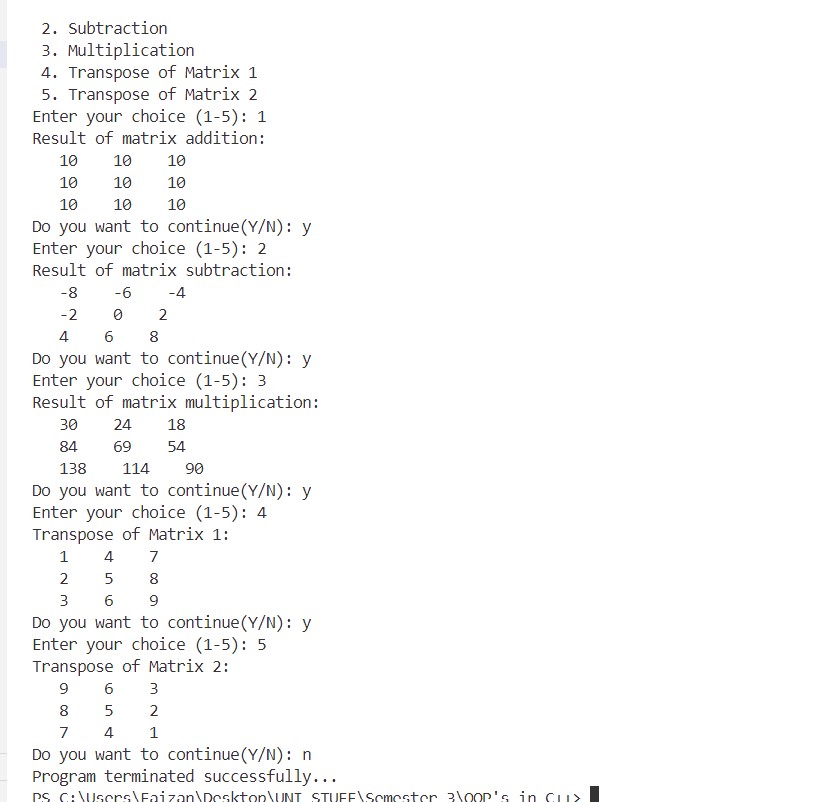 2. Subtraction
3. Multiplication
4. Transpose of Matrix 1
5. Transpose of Matrix 2
Enter your choice (1-5): 1
Result of matrix addition:
10 10 10
10 10 10
10 10 10
Do you want to continue(Y/N): y
Enter your choice (1-5): 2
Result of matrix subtraction:
-8 -6 -4
-2 0 2
4 6 8
Do you want to continue(Y/N): y
Enter your choice (1-5): 3
Result of matrix multiplication:
30 24 18
84 69 54
138 114 90
Do you want to continue(Y/N): y
Enter your choice (1-5): 4
Transpose of Matrix 1:
1 4 7
2 5 8
3 6 9
Do you want to continue(Y/N): y
Enter your choice (1-5): 5
Transpose of Matrix 2:
9 6 3
8 5 2
7 4 1
Do you want to continue(Y/N): n
Program terminated successfully...
PS C:\Users\Faizan\Desktop\UNI STUFF\Semester 3\OOP's in C++>